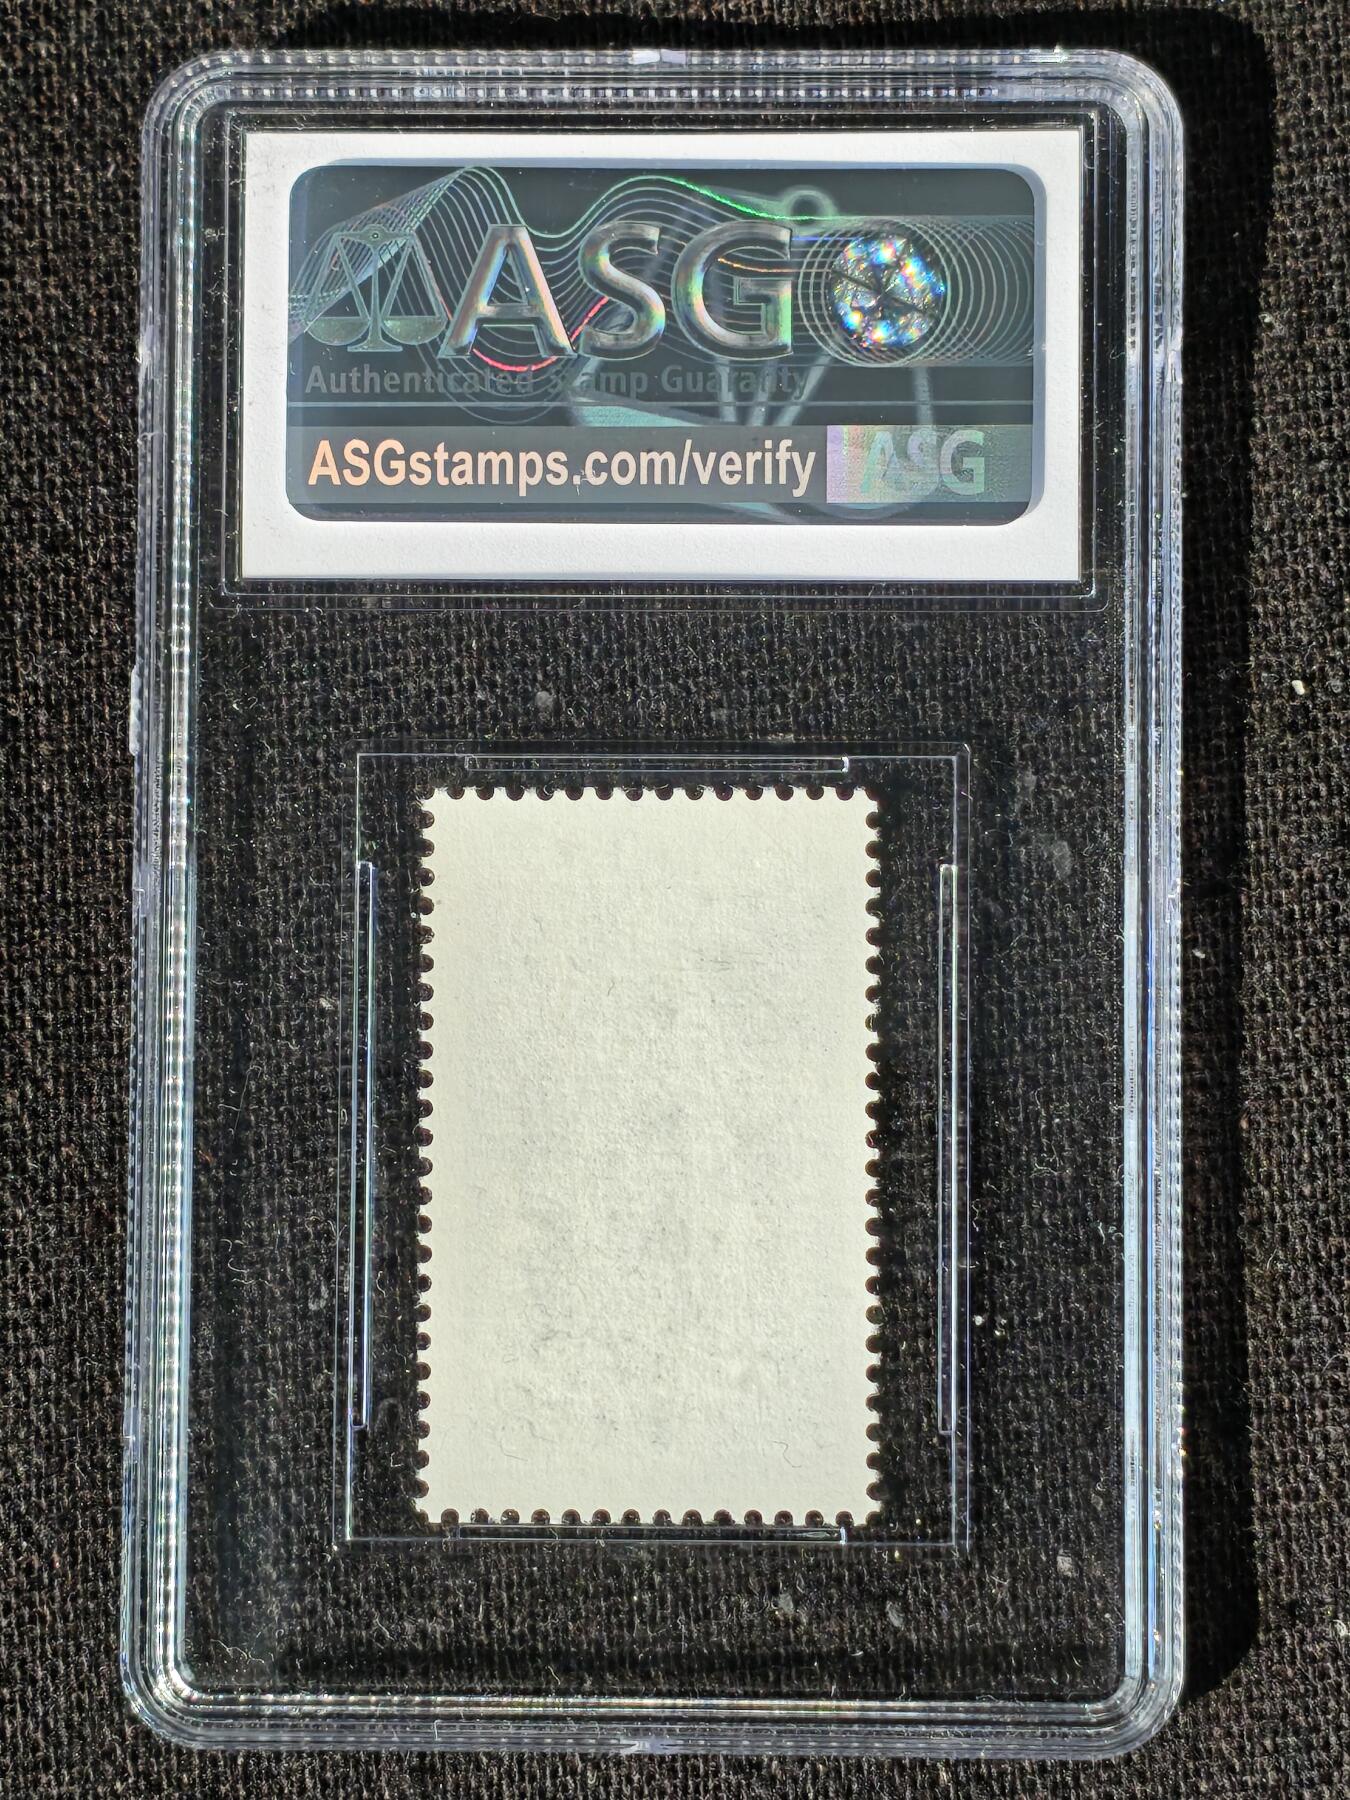 ASG
Authenticated Stamp Guaranty
ASGstamps.com/verify ASG